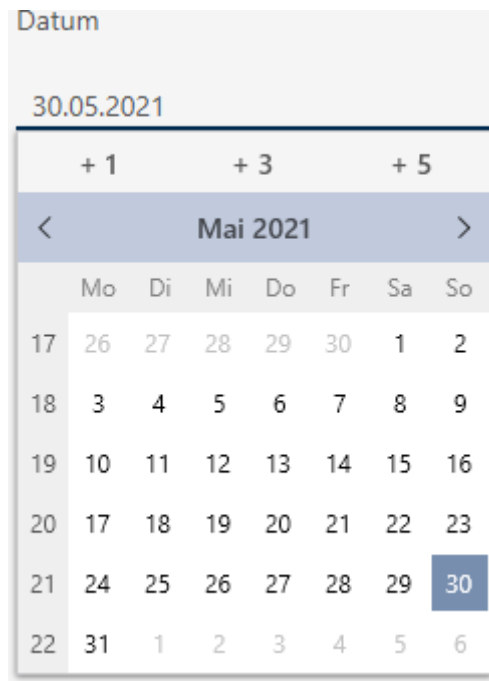 Datum
30.05.2021
+ 1 + 3 + 5
< Mai 2021 >
Mo Di Mi Do Fr Sa So
17 26 27 28 29 30 1 2
18 3 4 5 6 7 8 9
19 10 11 12 13 14 15 16
20 17 18 19 20 21 22 23
21 24 25 26 27 28 29 30
22 31 1 2 3 4 5 6